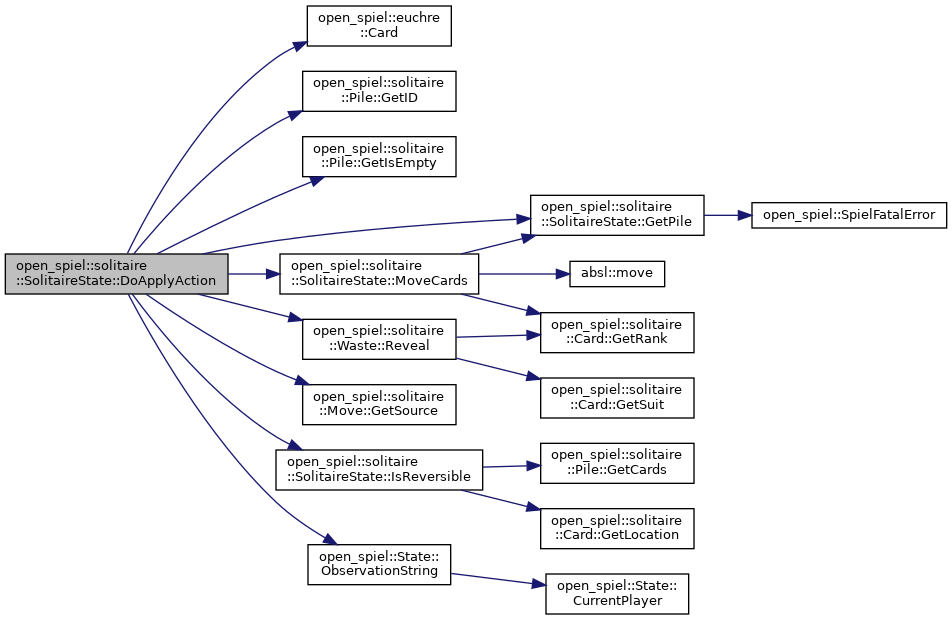 open_spiel::euchre
::Card
open_spiel::solitaire
::Pile::GetID
open_spiel::solitaire
::Pile::GetIsEmpty
open_spiel::solitaire
::SolitaireState::GetPile
open_spiel::SpielFatalError
open_spiel::solitaire
::SolitaireState::DoApplyAction
open_spiel::solitaire
::SolitaireState::MoveCards
absl::move
open_spiel::solitaire
::Card::GetRank
open_spiel::solitaire
::Waste::Reveal
open_spiel::solitaire
::Card::GetSuit
open_spiel::solitaire
::Move::GetSource
open_spiel::solitaire
::SolitaireState::IsReversible
open_spiel::solitaire
::Pile::GetCards
open_spiel::solitaire
::Card::GetLocation
open_spiel::State::
ObservationString
open_spiel::State::
CurrentPlayer